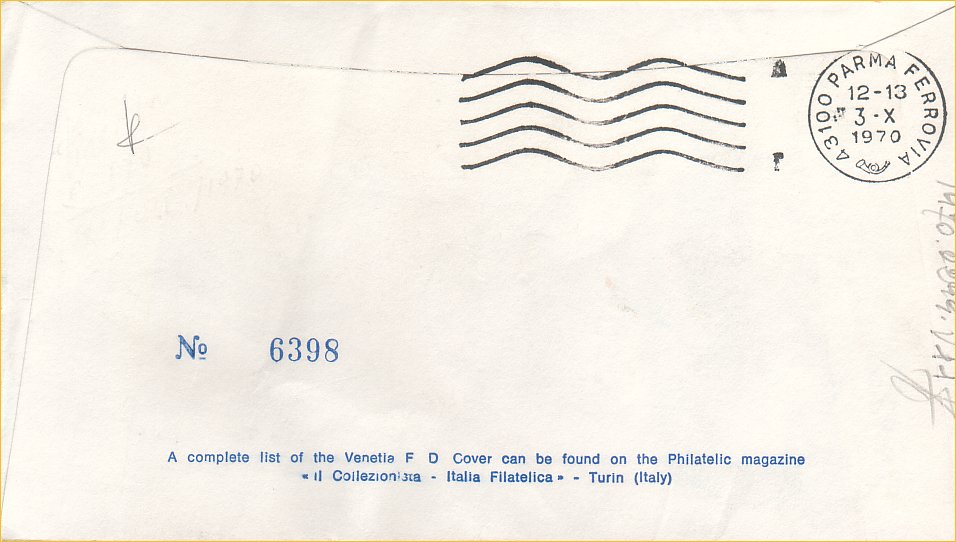 43100 PARMA FERROVIA
12-13
3-X
1970
№ 6398
A complete list of the Venetia F D Cover can be found on the Philatelic magazine
« Il Collezionista - Italia Filatelica » - Turin (Italy)